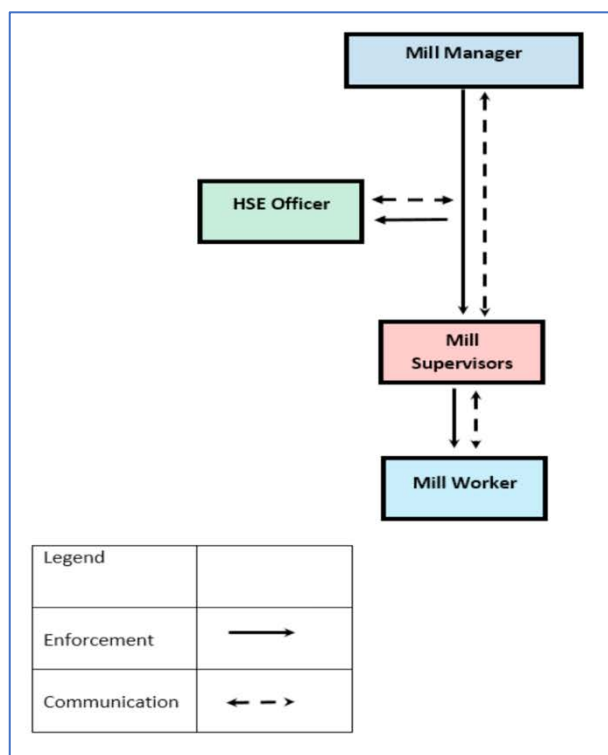 Mill Manager
HSE Officer
Mill
Supervisors
Mill Worker
Legend
Enforcement
Communication